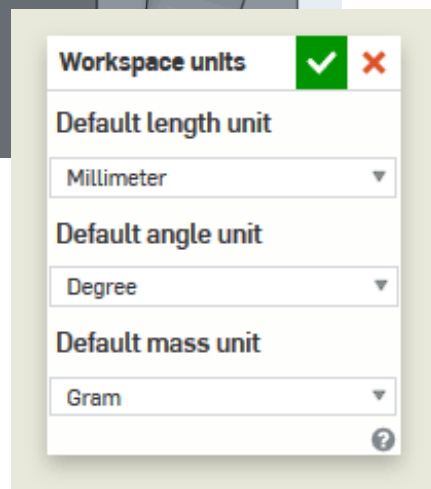 Workspace units
Default length unit
Millimeter
Default angle unit
Degree
Default mass unit
Gram